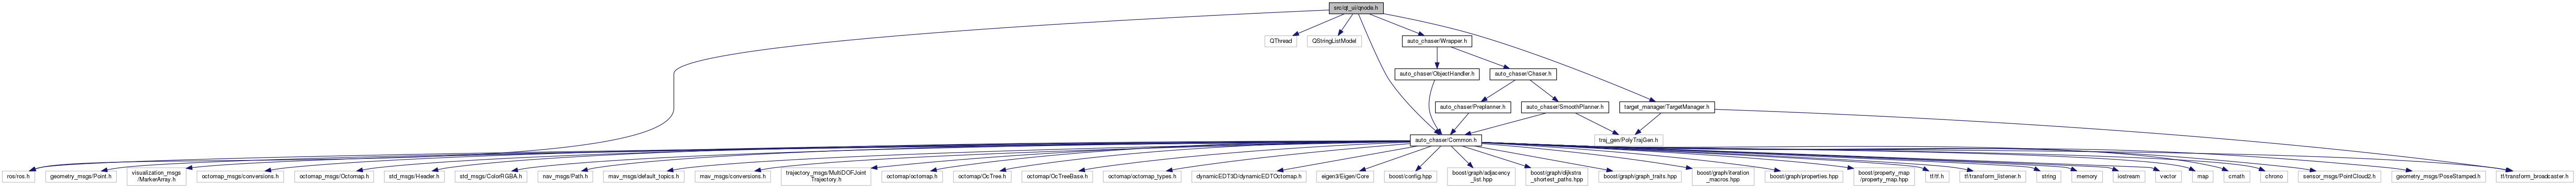 src/qt_ui/qnode.h
QThread
QStringListModel
auto_chaser/Wrapper.h
auto_chaser/ObjectHandler.h
auto_chaser/Chaser.h
auto_chaser/Preplanner.h
auto_chaser/SmoothPlanner.h
target_manager/TargetManager.h
auto_chaser/Common.h
traj_gen/PolyTrajGen.h
ros/ros.h
geometry_msgs/Point.h
visualization_msgs
/MarkerArray.h
octomap_msgs/conversions.h
octomap_msgs/Octomap.h
std_msgs/Header.h
std_msgs/ColorRGBA.h
nav_msgs/Path.h
mav_msgs/default_topics.h
mav_msgs/conversions.h
trajectory_msgs/MultiDOFJoint
Trajectory.h
octomap/octomap.h
octomap/OcTree.h
octomap/OcTreeBase.h
octomap/octomap_types.h
dynamicEDT3D/dynamicEDTOctomap.h
eigen3/Eigen/Core
boost/config.hpp
boost/graph/adjacency
_list.hpp
boost/graph/dijkstra
_shortest_paths.hpp
boost/graph/graph_traits.hpp
boost/graph/iteration
_macros.hpp
boost/graph/properties.hpp
boost/property_map
/property_map.hpp
tf/tf.h
tf/transform_listener.h
string
memory
iostream
vector
map
cmath
chrono
sensor_msgs/PointCloud2.h
geometry_msgs/PoseStamped.h
tf/transform_broadcaster.h